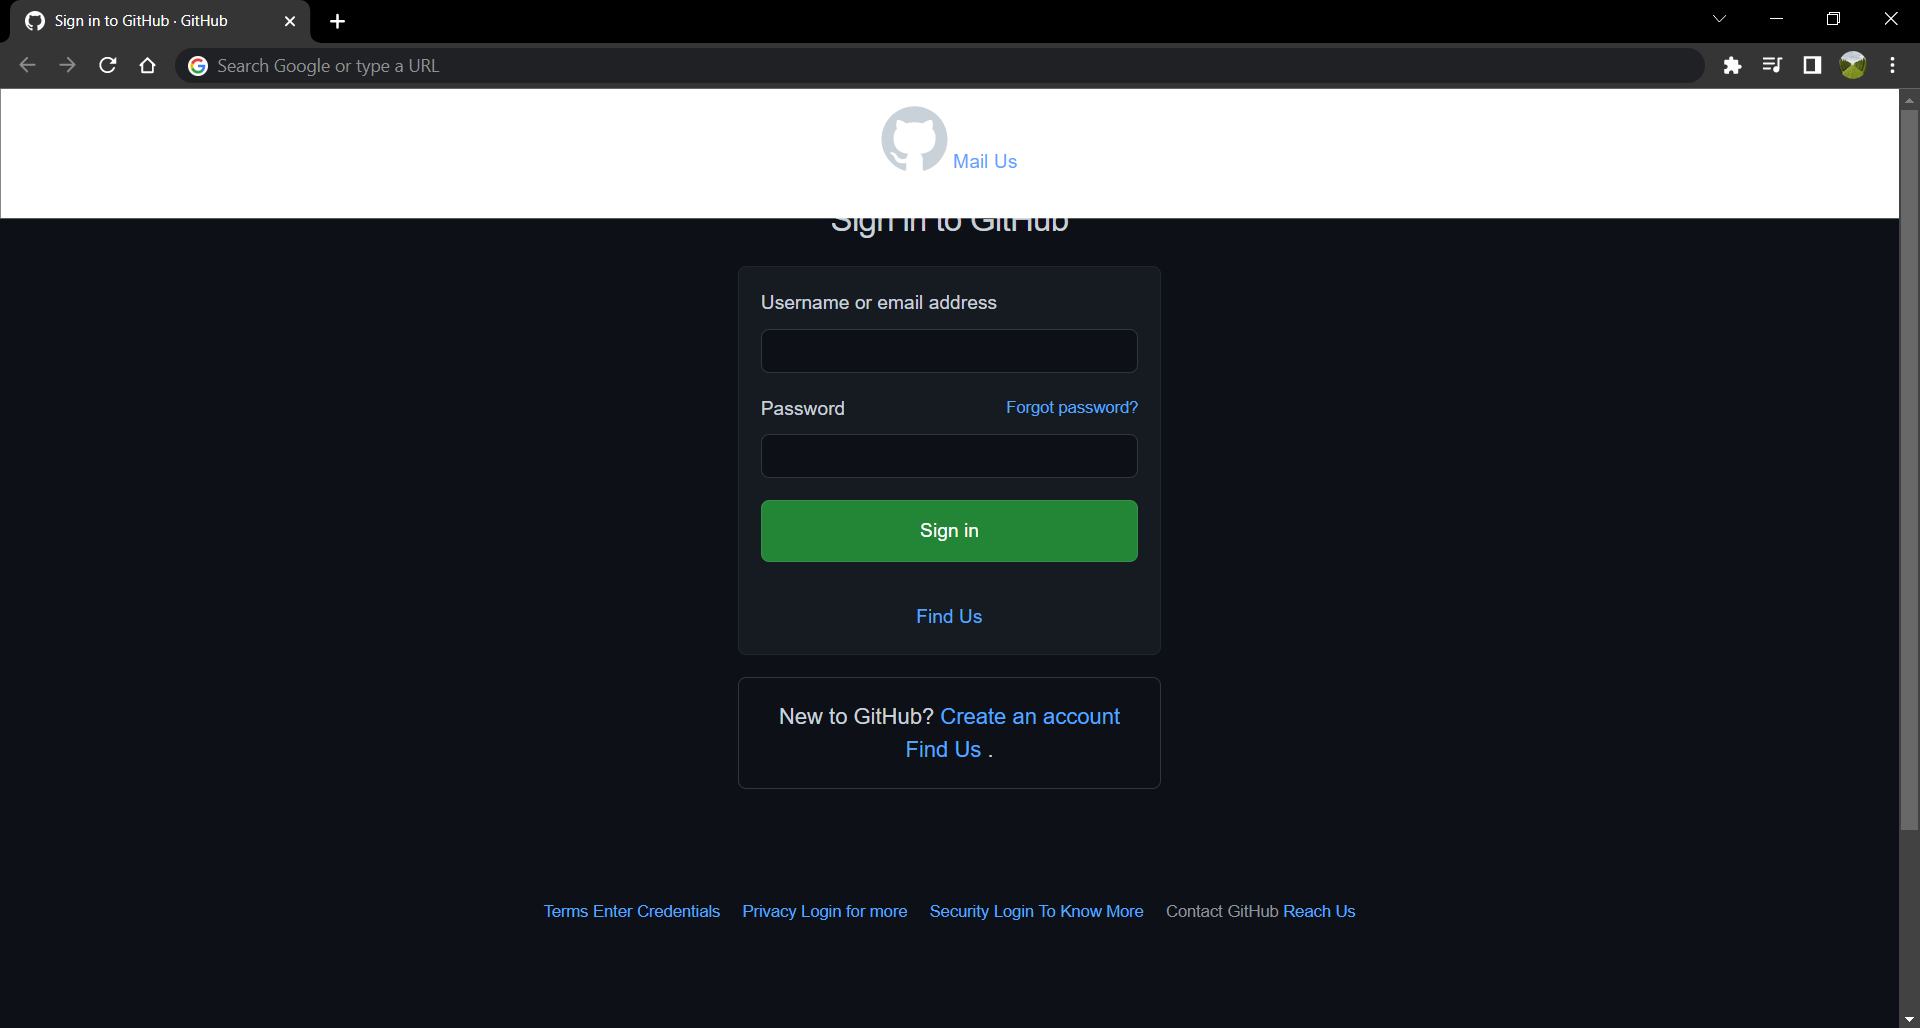 Sign in to GitHub · GitHub
Search Google or type a URL
Mail Us
Sign in to GitHub
Username or email address
Password Forgot password?
Sign in
Find Us
New to GitHub? Create an account
Find Us .
Terms Enter Credentials Privacy Login for more Security Login To Know More Contact GitHub Reach Us